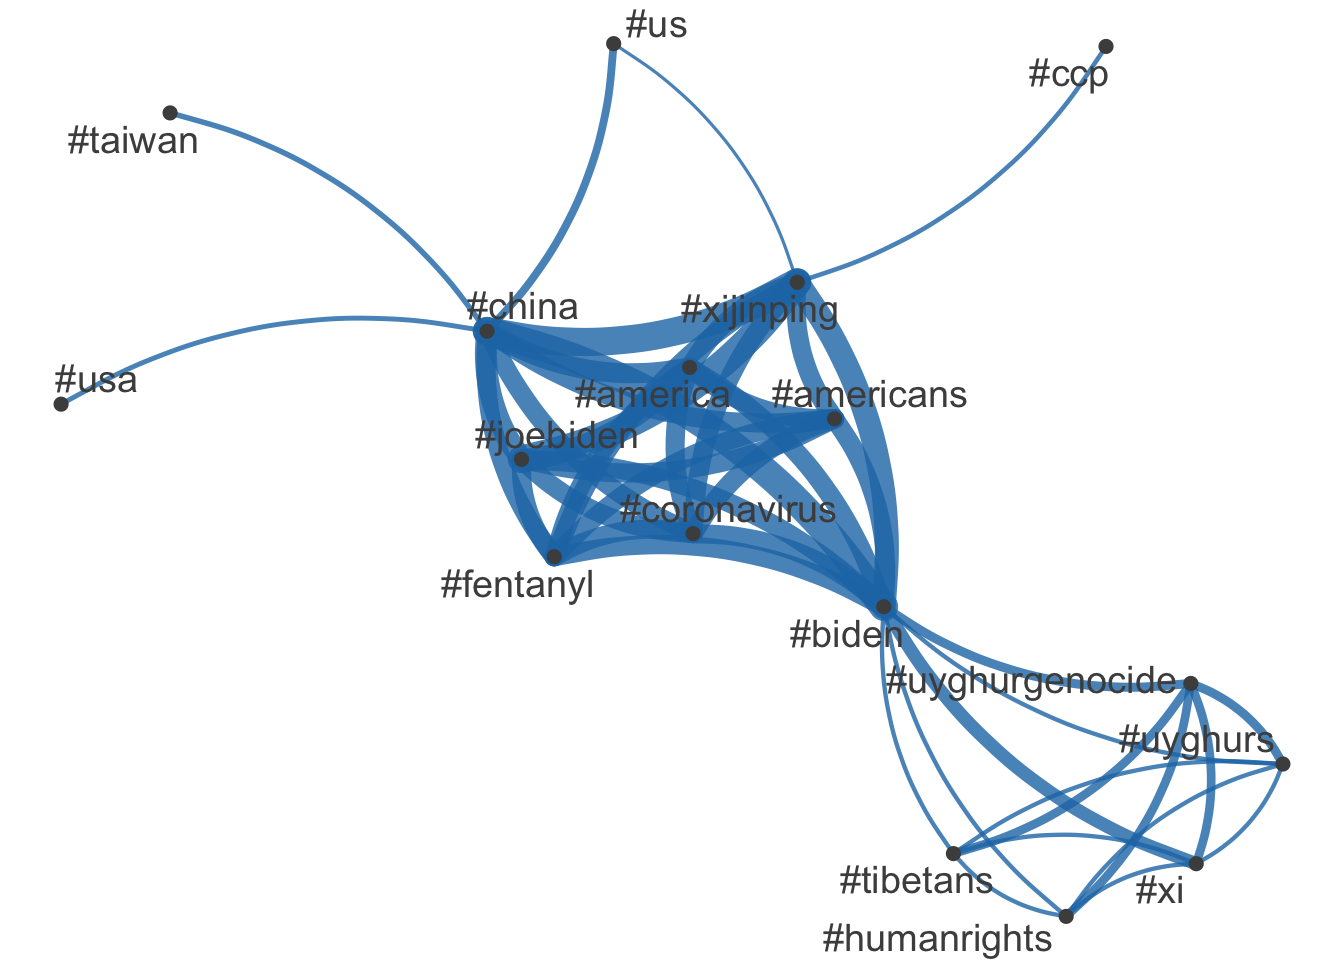 #us
#ccp
#taiwan
#china
#xijinping
#usa
#america
#americans
#joebiden
#coronavirus
#fentanyl
#biden
#uyghurgenocide
#uyghurs
#tibetans
#xi
#humanrights